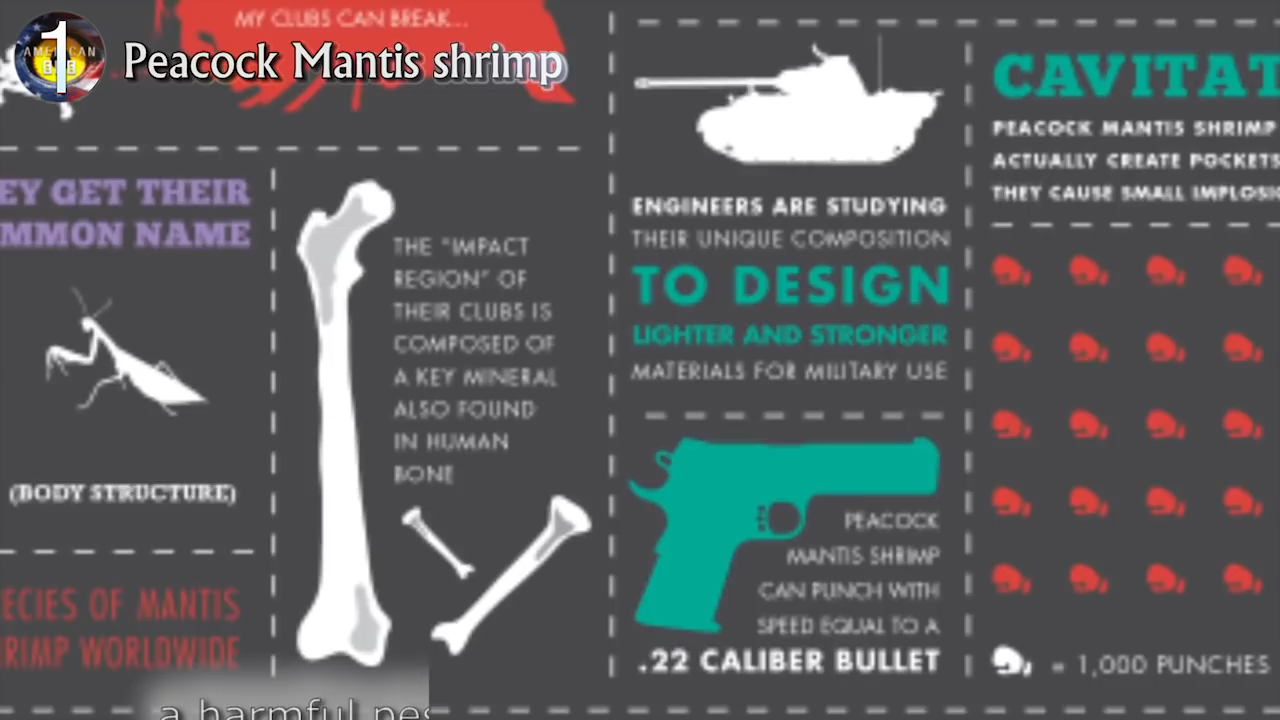 MY CLUBS CAN BREAK...
AMERICAN
1
Peacock Mantis shrimp
EY GET THEIR
MMON NAME
(BODY STRUCTURE)
ECIES OF MANTIS
RIMP WORLDWIDE
THE "IMPACT
REGION" OF
THEIR CLUBS IS
COMPOSED OF
A KEY MINERAL
ALSO FOUND
IN HUMAN
BONE
a harmful pes
ENGINEERS ARE STUDYING
THEIR UNIQUE COMPOSITION
TO DESIGN
LIGHTER AND STRONGER
MATERIALS FOR MILITARY USE
PEACOCK
MANTIS SHRIMP
CAN PUNCH WITH
SPEED EQUAL TO A
.22 CALIBER BULLET
CAVITAT
PEACOCK MANTIS SHRIMP
ACTUALLY CREATE POCKETS
THEY CAUSE SMALL IMPLOSIO
= 1,000 PUNCHES